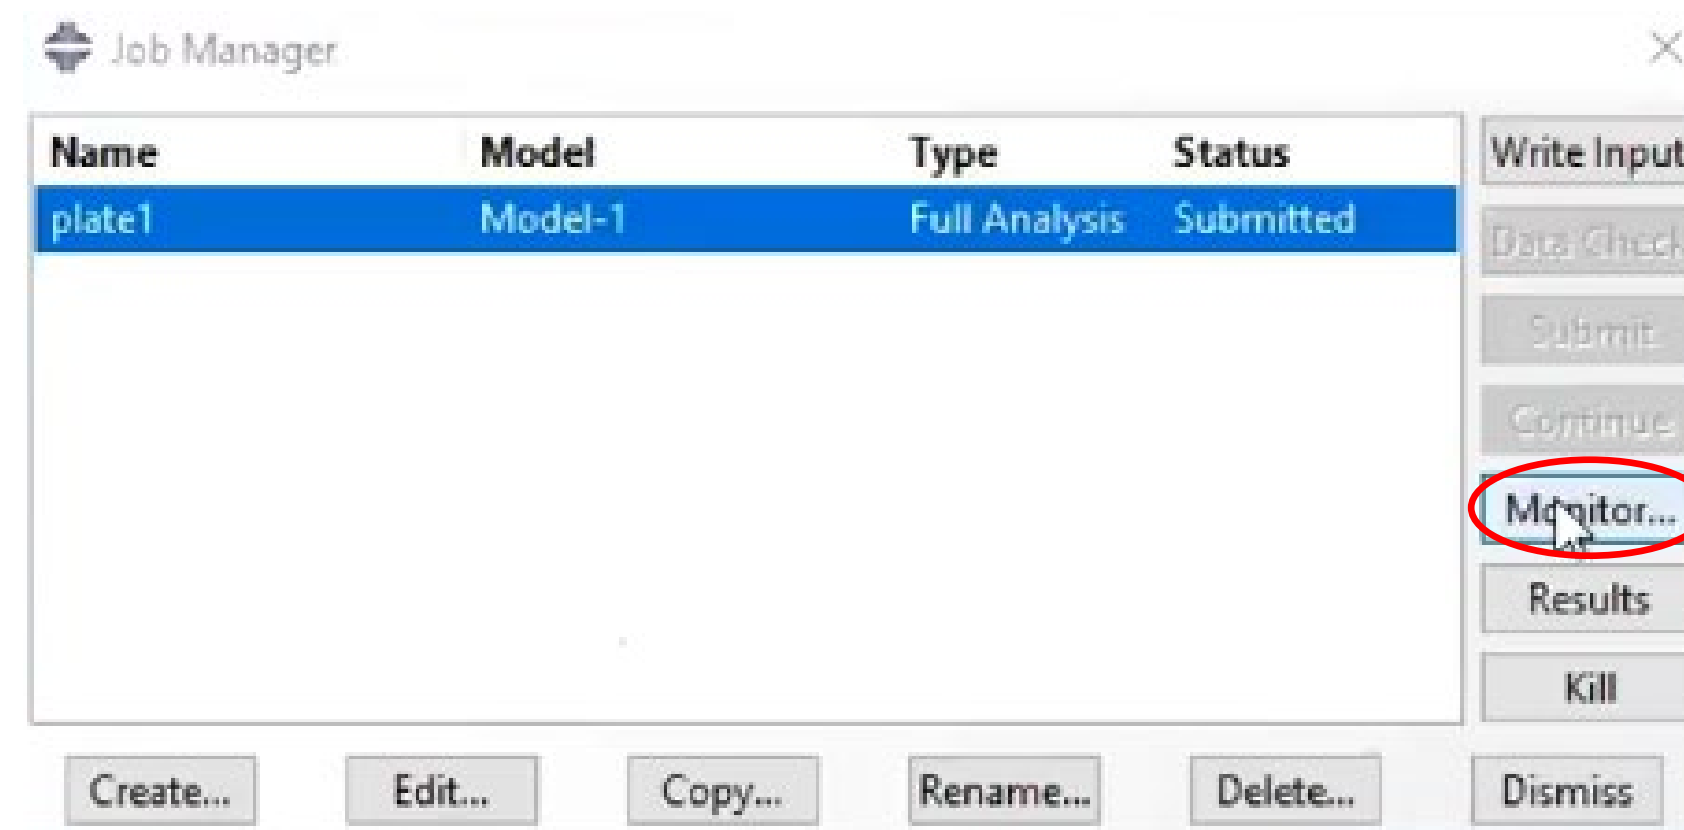 Job Manager
Name Model Type Status
plate1 Model-1 Full Analysis Submitted
Write Input
Data Check
Submit
Continue
Monitor...
Results
Kill
Create... Edit... Copy... Rename... Delete... Dismiss